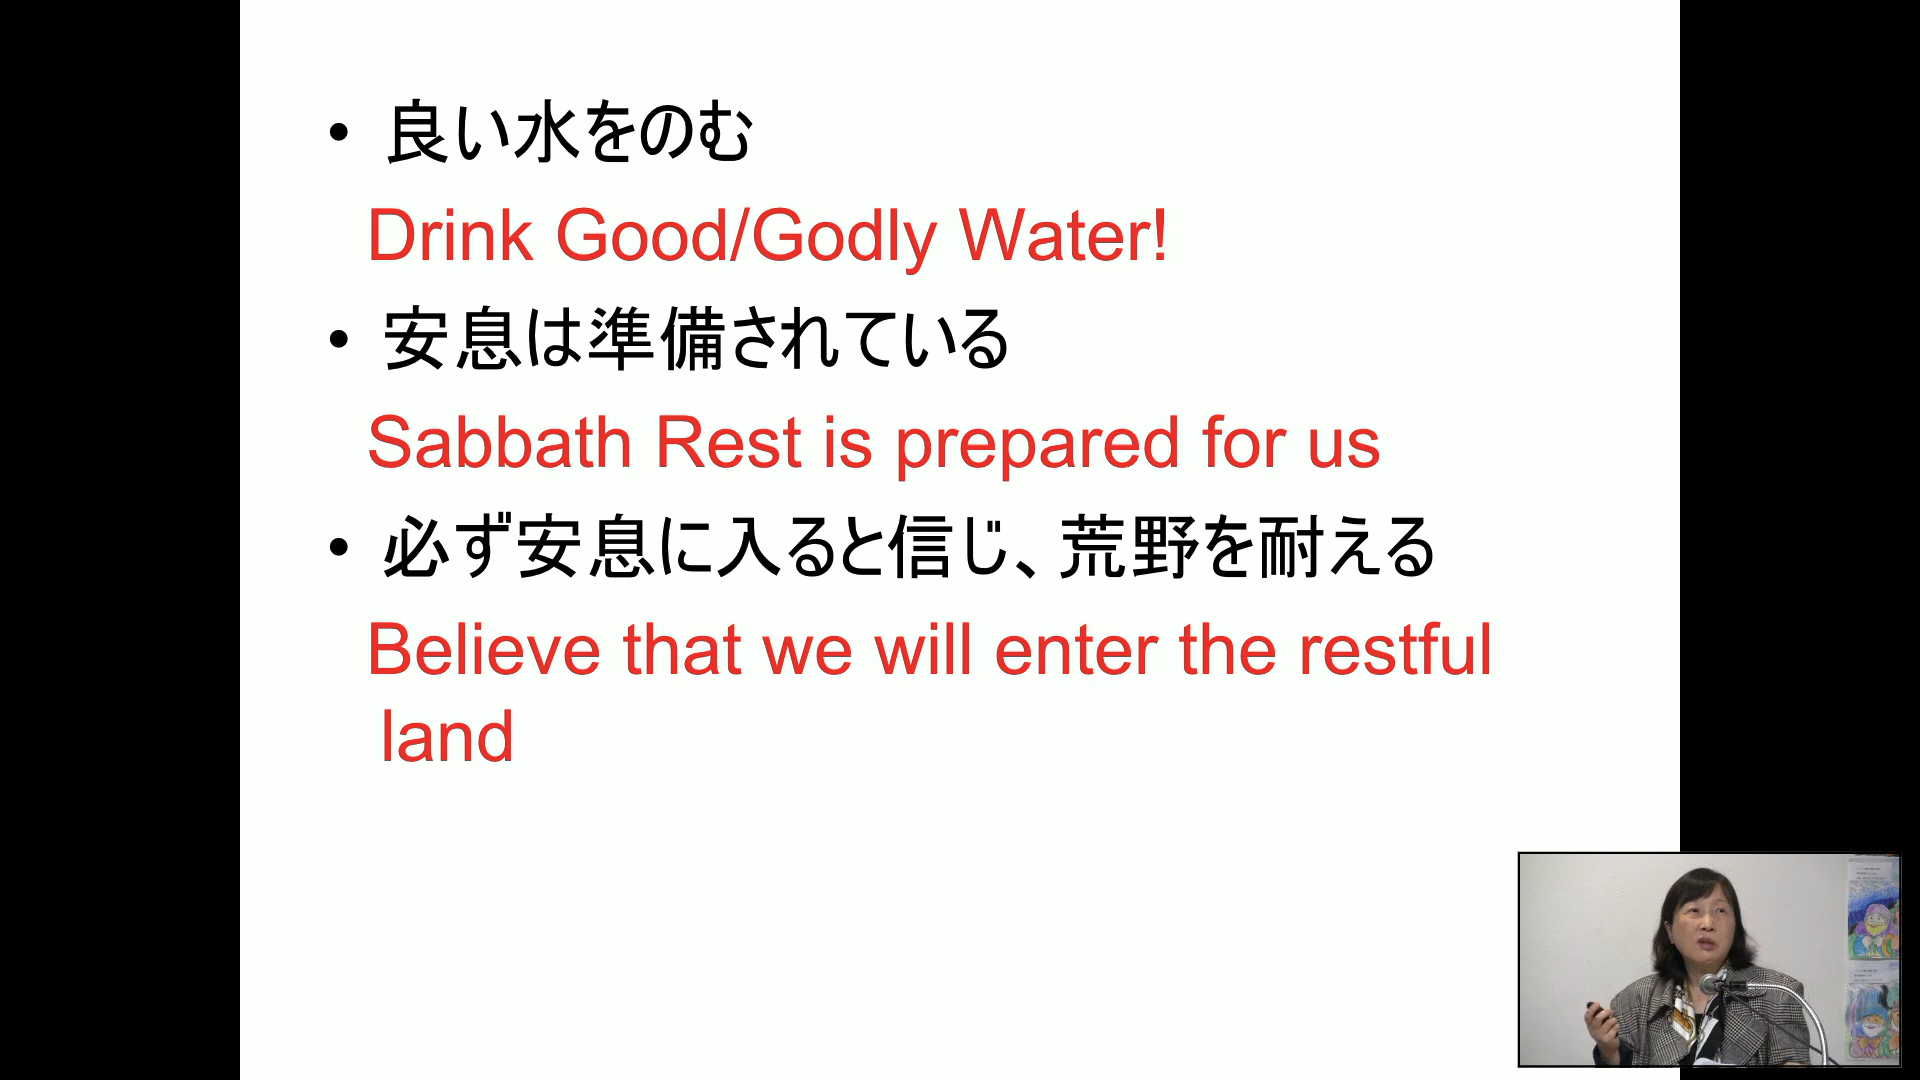 • 良い水をのむ
Drink Good/Godly Water!
• 安息は準備されている
Sabbath Rest is prepared for us
• 必ず安息に入ると信じ、荒野を耐える
Believe that we will enter the restful
land